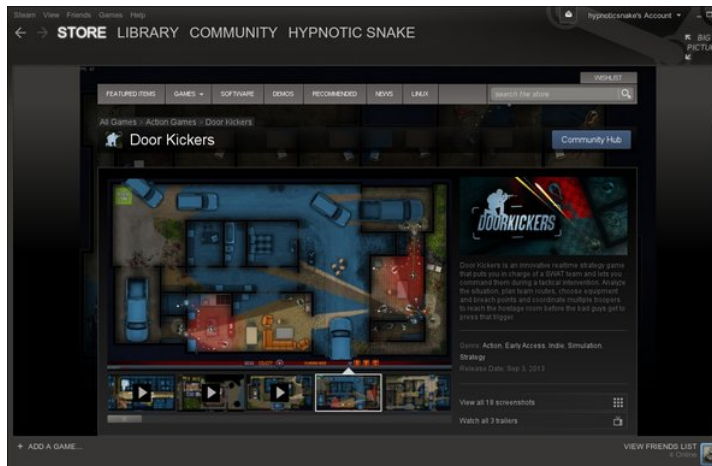 Steam View Friends Games Help
hypnoticsnake's Account
STORE LIBRARY COMMUNITY HYPNOTIC SNAKE
BIG
PICTU
WISHLIST
FEATURED ITEMS GAMES SOFTWARE DEMOS RECOMMENDED NEWS LINUX search the store
All Games > Action Games > Door Kickers
Door Kickers
Community Hub
DOORKICKERS
Door Kickers is an innovative realtime strategy game
that puts you in charge of a SWAT team and lets you
command them during a tactical intervention. Analyze
the situation, plan team routes, choose equipment
and breach points and coordinate multiple troopers
to reach the hostage room before the bad guys get to
press that trigger.
Genre: Action, Early Access, Indie, Simulation,
Strategy
Release Date: Sep 3, 2013
View all 19 screenshots
Watch all 3 trailers
+ ADD A GAME...
VIEW FRIENDS LIST
4 Online